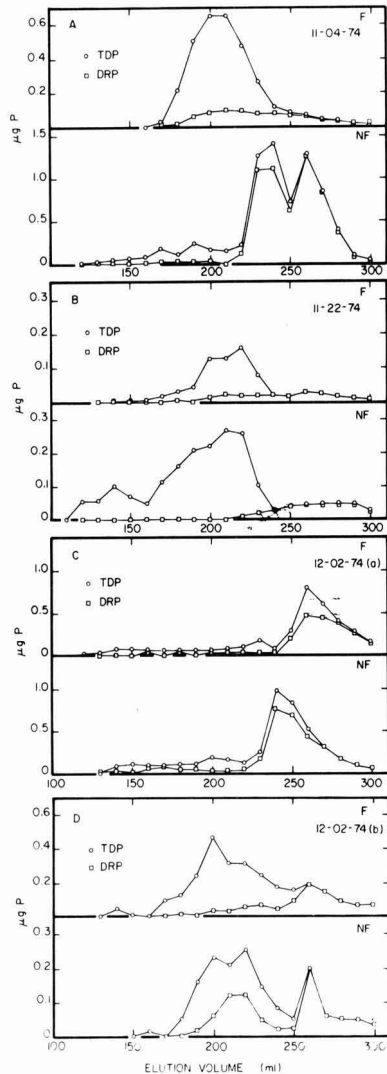 A
F
11-04-74
0.6
TDP
DRP
0.4
0.2
µg P
NF
1.5
1.0
0.5
0
150
200
250
300
B
F
11-22-74
0.3
TDP
DRP
0.2
0.1
µg P
NF
0.3
0.2
0.1
0
150
200
250
300
C
F
12-02-74 (a)
1.0
TDP
DRP
0.5
µg P
NF
1.0
0.5
0
100
150
200
250
300
D
F
12-02-74 (b)
0.6
TDP
DRP
0.4
0.2
µg P
NF
0.4
0.2
0
100
150
200
250
300
ELUTION VOLUME (ml)